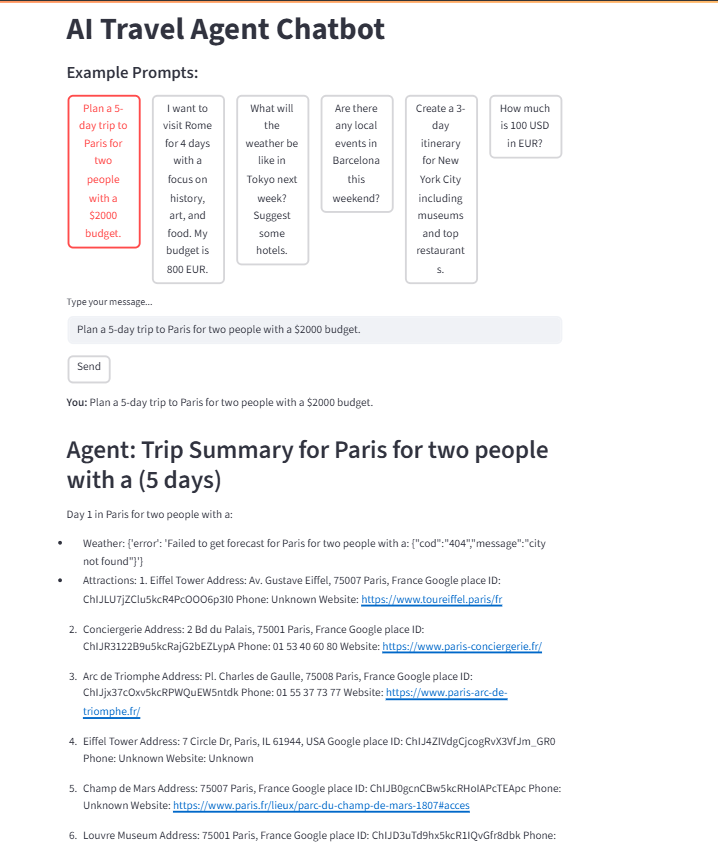 AI Travel Agent Chatbot
Example Prompts:
Plan a 5-
day trip to
Paris for
two
people
with a
$2000
budget.
I want to
visit Rome
for 4 days
with a
focus on
history,
art, and
food. My
budget is
800 EUR.
What will
the
weather be
like in
Tokyo next
week?
Suggest
some
hotels.
Are there
any local
events in
Barcelona
this
weekend?
Create a 3-
day
itinerary
for New
York City
including
museums
and top
restaurant
s.
How much
is 100 USD
in EUR?
Type your message...
Plan a 5-day trip to Paris for two people with a $2000 budget.
Send
You: Plan a 5-day trip to Paris for two people with a $2000 budget.
Agent: Trip Summary for Paris for two people
with a (5 days)
Day 1 in Paris for two people with a:
• Weather: {'error': 'Failed to get forecast for Paris for two people with a: {"cod":"404","message":"city
not found"}'}
• Attractions: 1. Eiffel Tower Address: Av. Gustave Eiffel, 75007 Paris, France Google place ID:
ChIJLU7jZClu5kcR4PcOOO6p3I0 Phone: Unknown Website: https://www.toureiffel.paris/fr
2. Conciergerie Address: 2 Bd du Palais, 75001 Paris, France Google place ID:
ChIJR3122B9u5kcRajG2bEZLypA Phone: 01 53 40 60 80 Website: https://www.paris-conciergerie.fr/
3. Arc de Triomphe Address: Pl. Charles de Gaulle, 75008 Paris, France Google place ID:
ChIJjx37cOxv5kcRPWQuEW5ntdk Phone: 01 55 37 73 77 Website: https://www.paris-arc-de-
triomphe.fr/
4. Eiffel Tower Address: 7 Circle Dr, Paris, IL 61944, USA Google place ID: ChIJ4ZIVdgCjcogRvX3VfJm_GR0
Phone: Unknown Website: Unknown
5. Champ de Mars Address: 75007 Paris, France Google place ID: ChIJB0gcnCBw5kcRHoIAPcTEApc Phone:
Unknown Website: https://www.paris.fr/lieux/parc-du-champ-de-mars-1807#acces
6. Louvre Museum Address: 75001 Paris, France Google place ID: ChIJD3uTd9hx5kcR1IQvGfr8dbk Phone: